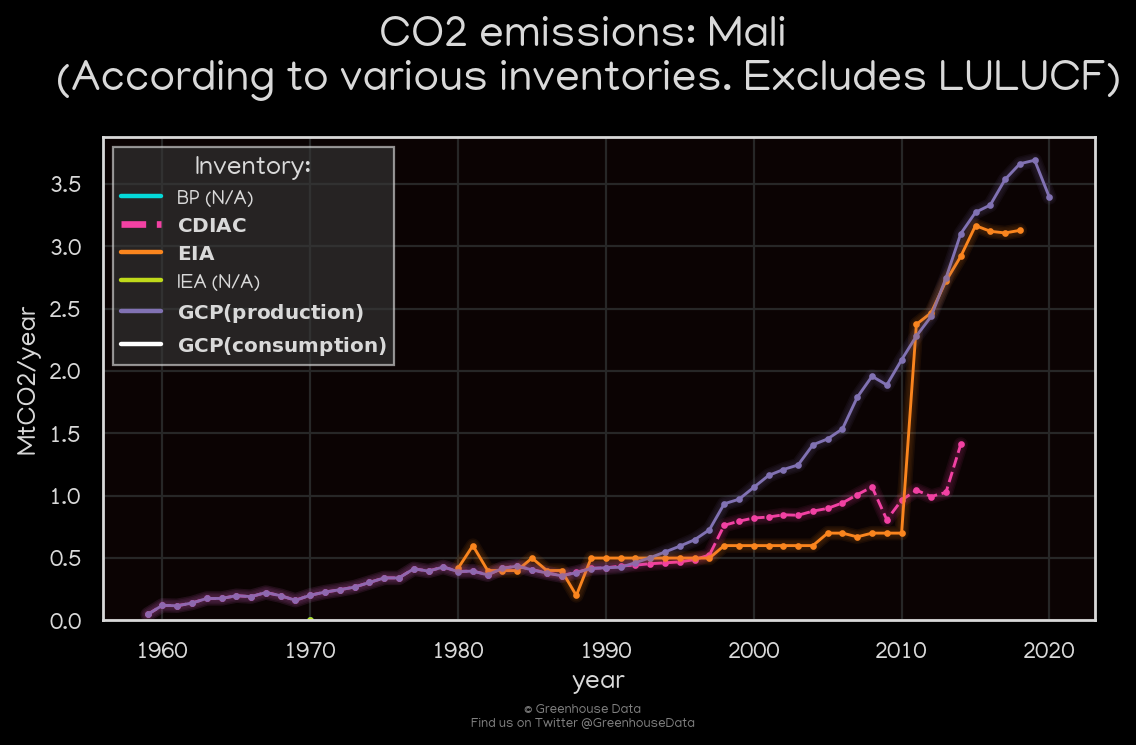 CO2 emissions: Mali
(According to various inventories. Excludes LULUCF)
Inventory:
BP (N/A)
CDIAC
EIA
IEA (N/A)
GCP(production)
GCP(consumption)
MtCO2/year
3.5
3.0
2.5
2.0
1.5
1.0
0.5
0.0
1960 1970 1980 1990 2000 2010 2020
year
© Greenhouse Data
Find us on Twitter @GreenhouseData